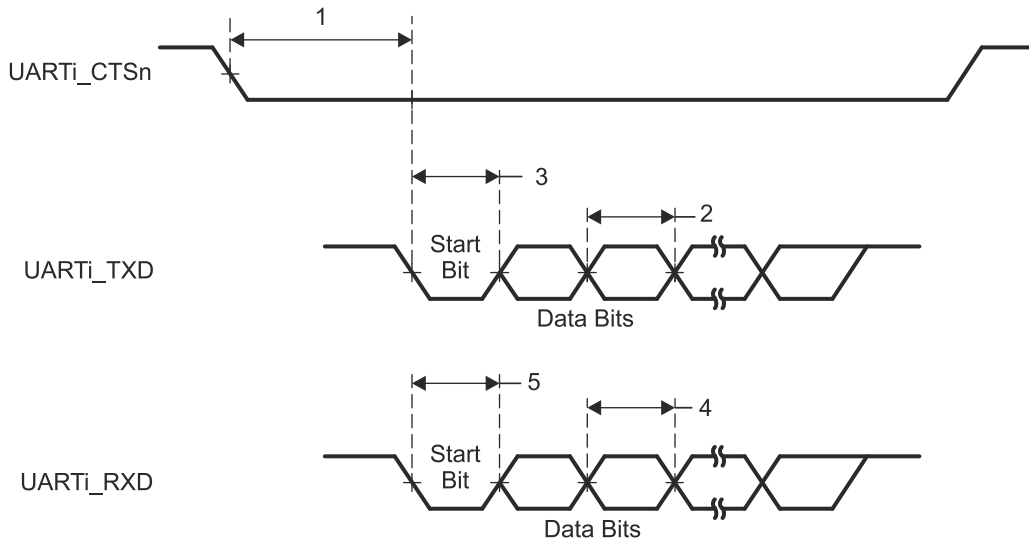 1
UARTi_CTSn
3
2
UARTi_TXD
Start
Bit
Data Bits
5
4
UARTi_RXD
Start
Bit
Data Bits